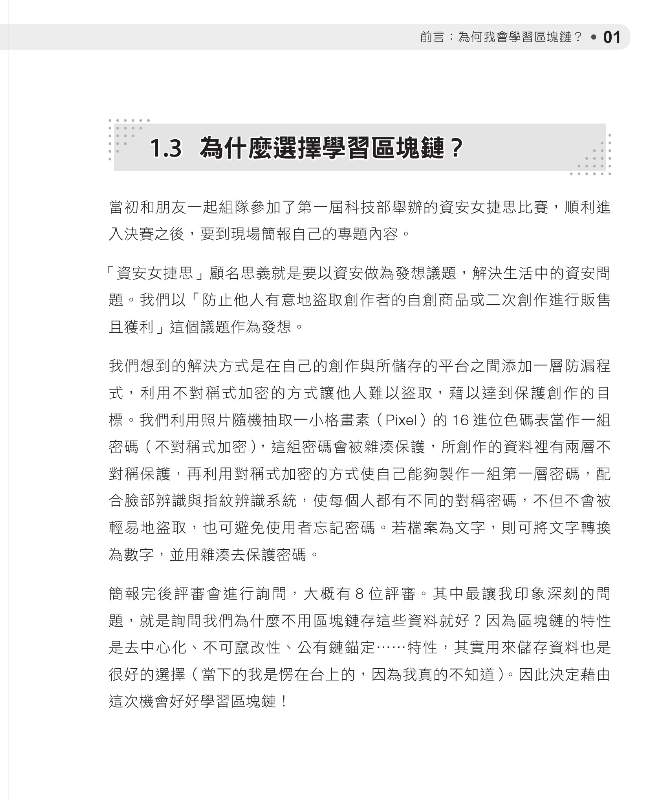 前言：為何我會學習區塊鏈？ • 01
1.3 為什麼選擇學習區塊鏈？
當初和朋友一起組隊參加了第一屆科技部舉辦的資安女捷思比賽，順利進
入決賽之後，要到現場簡報自己的專題內容。
「資安女捷思」顧名思義就是要以資安做為發想議題，解決生活中的資安問
題。我們以「防止他人有意地盜取創作者的自創商品或二次創作進行販售
且獲利」這個議題作為發想。
我們想到的解決方式是在自己的創作與所儲存的平台之間添加一層防漏程
式，利用不對稱式加密的方式讓他人難以盜取，藉以達到保護創作的目
標。我們利用照片隨機抽取一小格畫素（Pixel）的 16 進位色碼表當作一組
密碼（不對稱式加密），這組密碼會被雜湊保護，所創作的資料裡有兩層不
對稱保護，再利用對稱式加密的方式使自己能夠製作一組第一層密碼，配
合臉部辨識與指紋辨識系統，使每個人都有不同的對稱密碼，不但不會被
輕易地盜取，也可避免使用者忘記密碼。若檔案為文字，則可將文字轉換
為數字，並用雜湊去保護密碼。
簡報完後評審會進行詢問，大概有 8 位評審。其中最讓我印象深刻的問
題，就是詢問我們為什麼不用區塊鏈存這些資料就好？因為區塊鏈的特性
是去中心化、不可竄改性、公有鏈錨定⋯⋯特性，其實用來儲存資料也是
很好的選擇（當下的我是愣在台上的，因為我真的不知道）。因此決定藉由
這次機會好好學習區塊鏈！